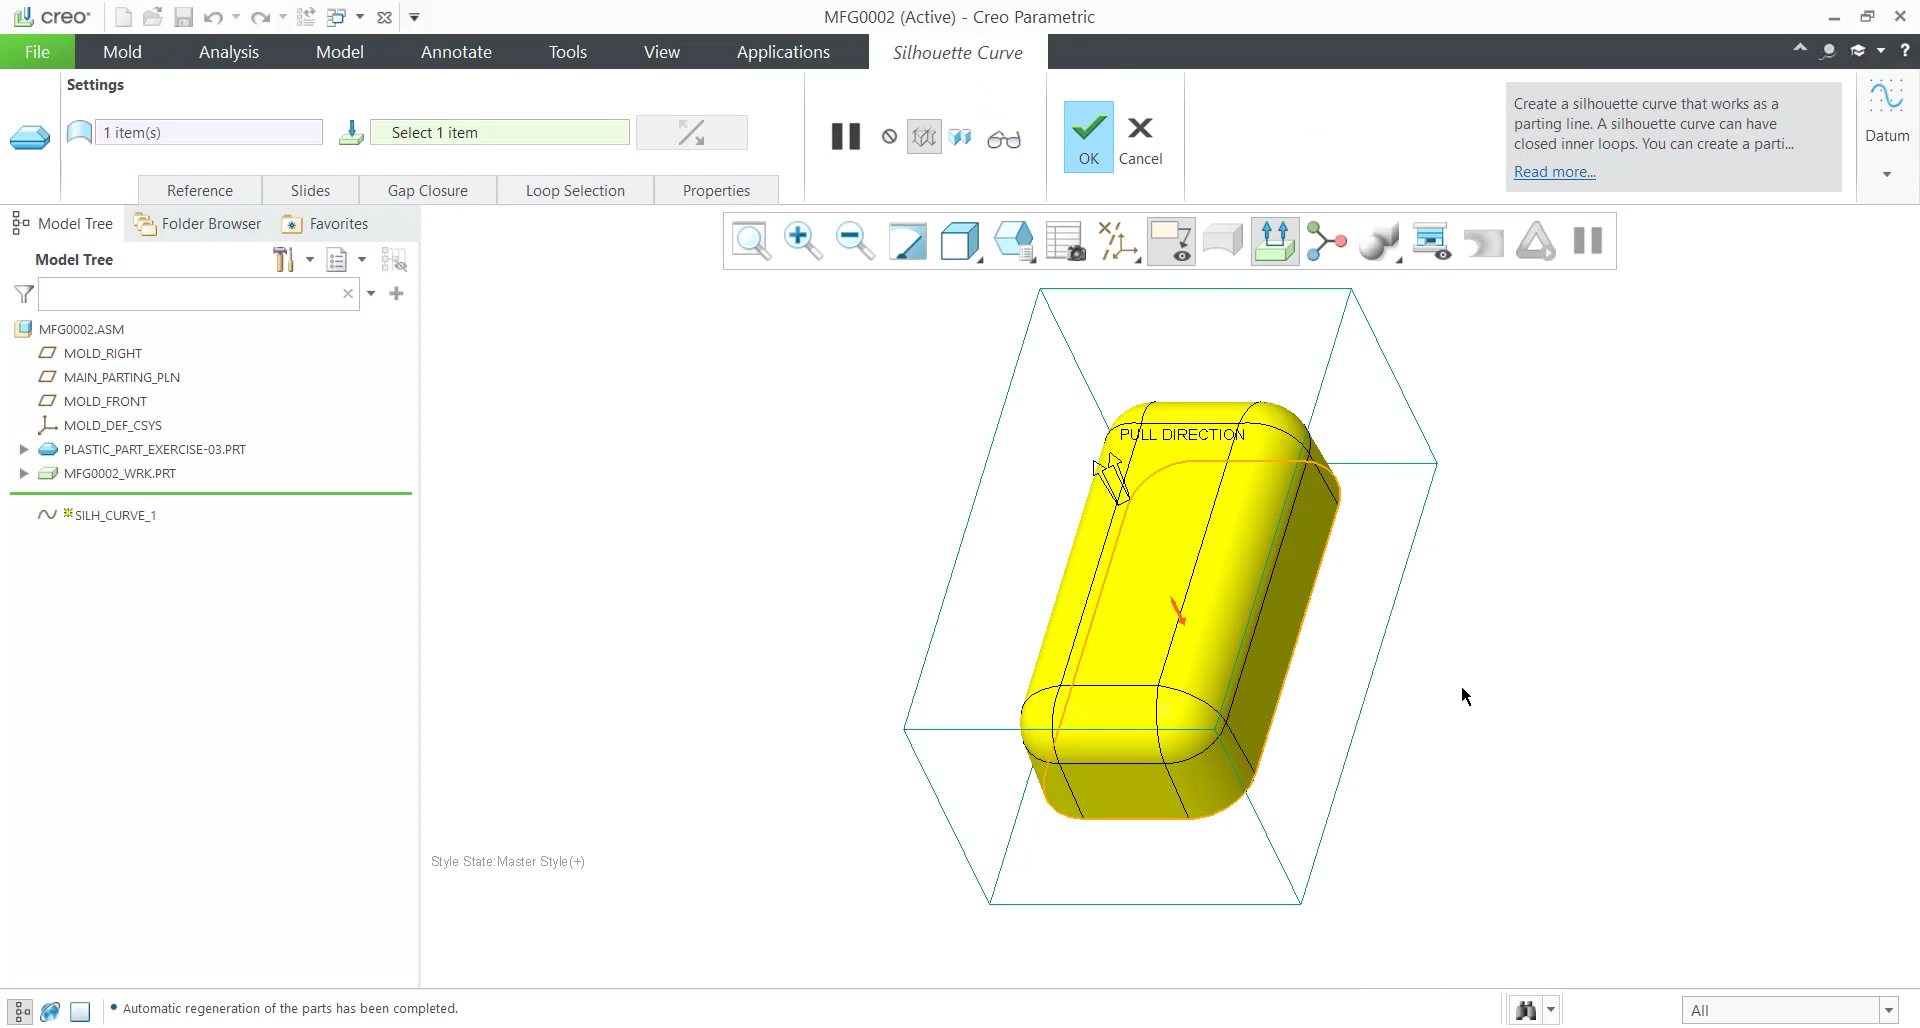 creo®
MFG0002 (Active) - Creo Parametric
File
Mold
Analysis
Model
Annotate
Tools
View
Applications
Silhouette Curve
Settings
1 item(s)
Select 1 item
OK
Cancel
Create a silhouette curve that works as a
parting line. A silhouette curve can have
closed inner loops. You can create a parti...
Read more...
Datum
Reference
Slides
Gap Closure
Loop Selection
Properties
Model Tree
Folder Browser
Favorites
Model Tree
MFG0002.ASM
MOLD_RIGHT
MAIN_PARTING_PLN
MOLD_FRONT
MOLD_DEF_CSYS
PLASTIC_PART_EXERCISE-03.PRT
MFG0002_WRK.PRT
SILH_CURVE_1
PULL DIRECTION
Style State:Master Style(+)
• Automatic regeneration of the parts has been completed.
All